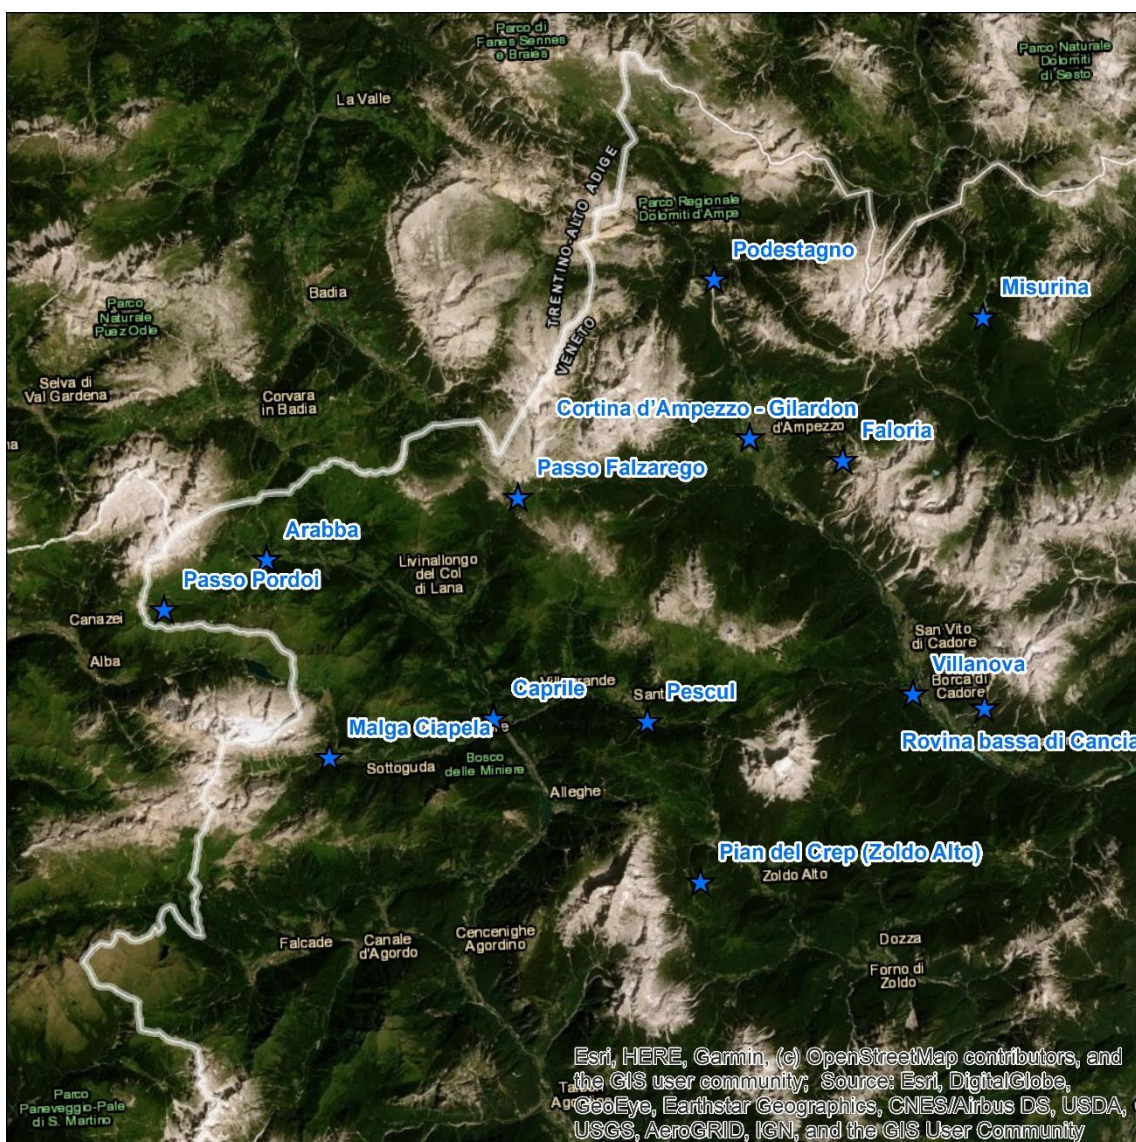 Parco di
Fanes Sennes
e Braies
Parco Naturale
Dolomiti
di Sesto
La Valle
TRENTINO-ALTO ADIGE
VENETO
Parco Regionale
Dolomiti d'Ampe
Podestagno
Misurina
Badia
Parco
Naturale
Puez Odle
Selva di
Val Gardena
Corvara
in Badia
Cortina d'Ampezzo - Gilardon
d'Ampezzo
Faloria
na
Passo Falzarego
Arabba
Livinallongo
del Col
di Lana
Passo Pordoi
Canazei
Alba
San Vito
di Cadore
Villanova
Borca di
Cadore
Caprile
Sant
Pescul
Malga Ciapela
Rovina bassa di Cancia
Sottoguda
Bosco
delle Miniere
Alleghe
Pian del Crep (Zoldo Alto)
Zoldo Alto
Falcade
Canale
d'Agordo
Cencenighe
Agordino
Dozza
Forno di
Zoldo
Parco
Paneveggio-Pale
di S. Martino
Esri, HERE, Garmin, (c) OpenStreetMap contributors, and
the GIS user community; Source: Esri, DigitalGlobe,
GeoEye, Earthstar Geographics, CNES/Airbus DS, USDA,
USGS, AeroGRID, IGN, and the GIS User Community